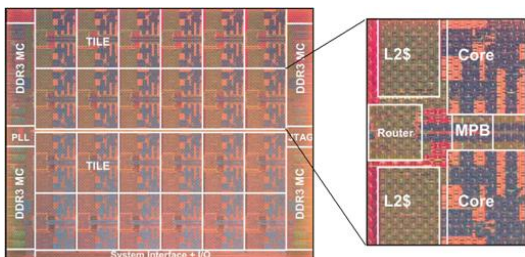 DDR3 MC
TILE
DDR3 MC
PLL
JTAG
DDR3 MC
TILE
DDR3 MC
System Interface + I/O
L2$
Core
Router
MPB
L2$
Core